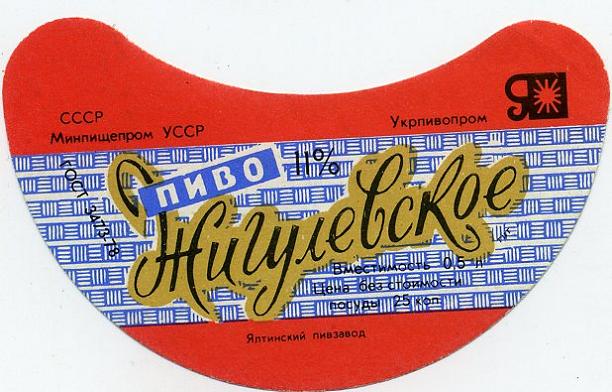 СССР
Минпищепром УССР
Укрпивопром
ГОСТ 3473-78
ПИВО
11%
Жигулевское
Вместимость 0,5 л
Цена без стоимости
посуды 25 коп.
Ялтинский пивзавод